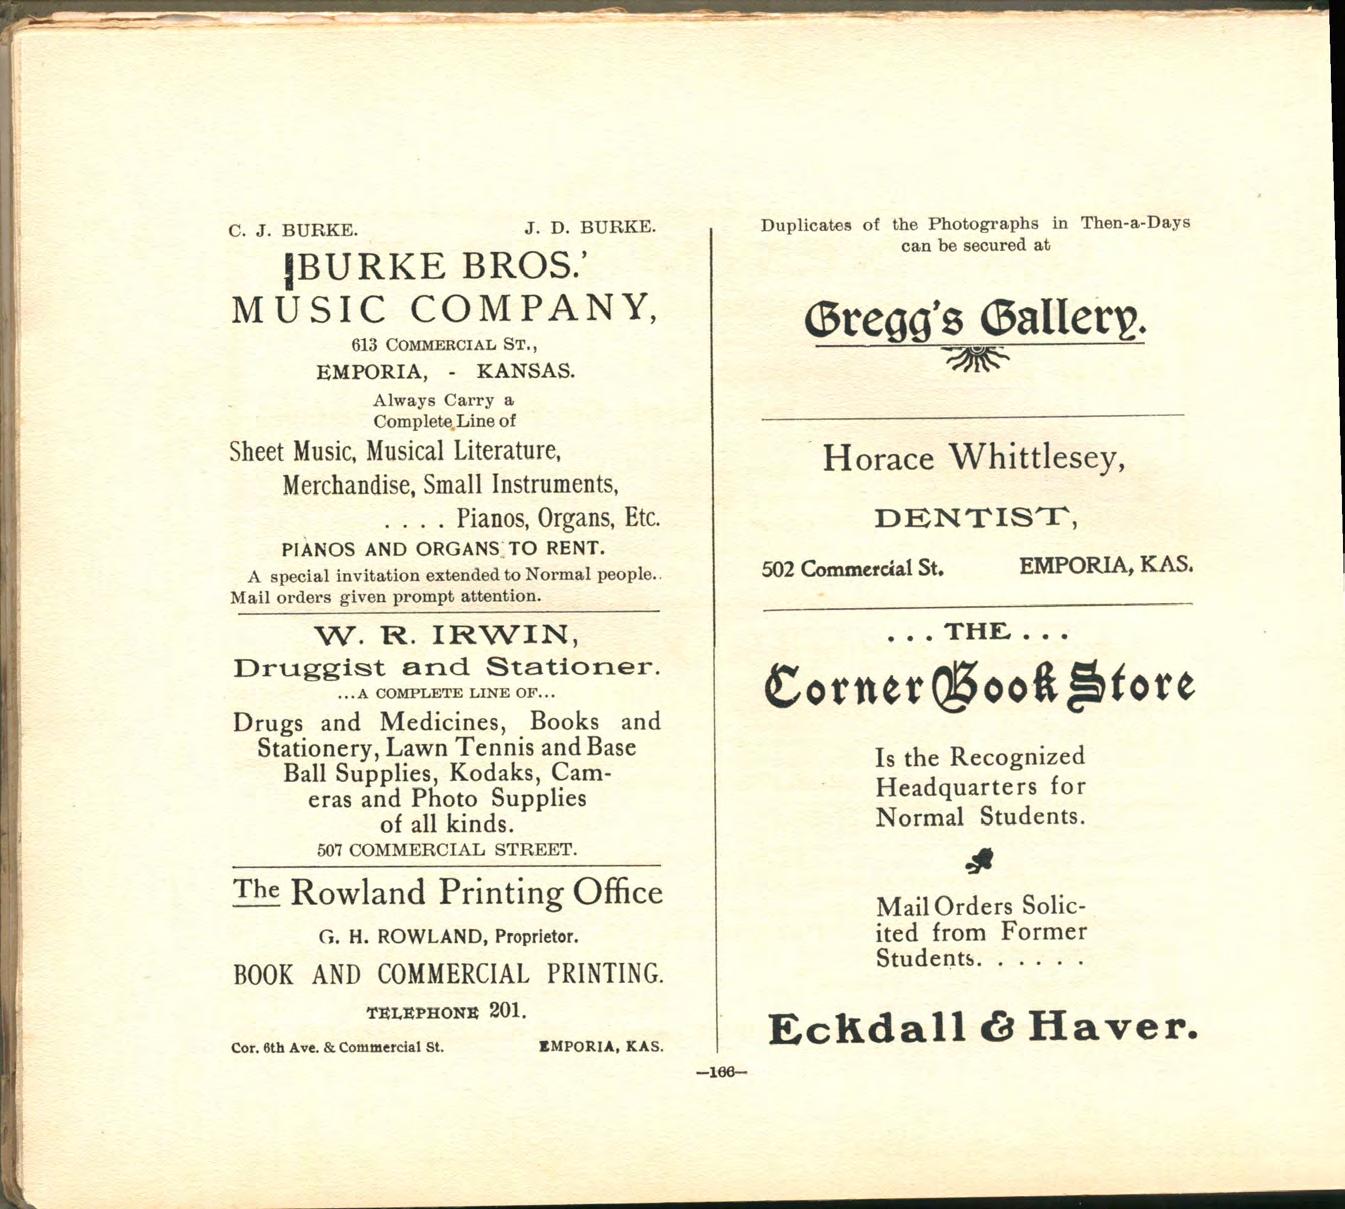 C. J. BURKE. J. D. BURKE.
BURKE BROS.'
MUSIC COMPANY,
613 COMMERCIAL ST.,
EMPORIA, - KANSAS.
Always Carry a
Complete Line of
Sheet Music, Musical Literature,
Merchandise, Small Instruments,
. . . . Pianos, Organs, Etc.
PIANOS AND ORGANS TO RENT.
A special invitation extended to Normal people..
Mail orders given prompt attention.
W. R. IRWIN,
Druggist and Stationer.
...A COMPLETE LINE OF...
Drugs and Medicines, Books and
Stationery, Lawn Tennis and Base
Ball Supplies, Kodaks, Cam-
eras and Photo Supplies
of all kinds.
507 COMMERCIAL STREET.
The Rowland Printing Office
G. H. ROWLAND, Proprietor.
BOOK AND COMMERCIAL PRINTING.
TELEPHONE 201.
Cor. 6th Ave. & Commercial St. EMPORIA, KAS.
Duplicates of the Photographs in Then-a-Days
can be secured at
Gregg's Gallery.
Horace Whittlesey,
DENTIST,
502 Commercial St. EMPORIA, KAS.
... THE ...
Corner Book Store
Is the Recognized
Headquarters for
Normal Students.
Mail Orders Solic-
ited from Former
Students. . . . . .
Eckdall & Haver.
—166—